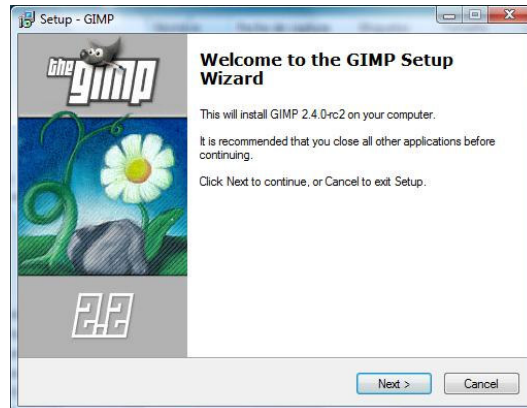 Setup - GIMP
the gimp
Welcome to the GIMP Setup
Wizard
This will install GIMP 2.4.0-rc2 on your computer.
It is recommended that you close all other applications before
continuing.
Click Next to continue, or Cancel to exit Setup.
2.2
Next >
Cancel